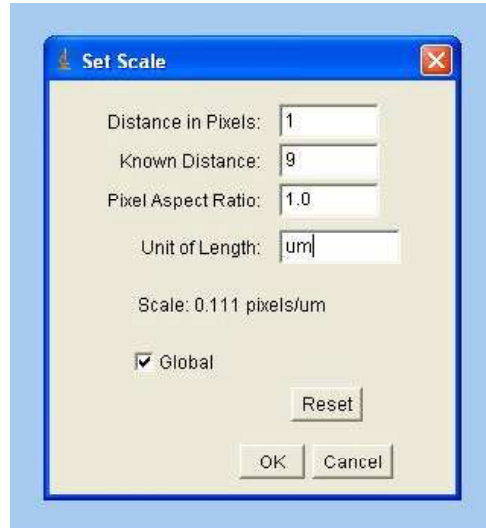 Set Scale
Distance in Pixels: 1
Known Distance: 9
Pixel Aspect Ratio: 1.0
Unit of Length: um
Scale: 0.111 pixels/um
Global
Reset
OK Cancel